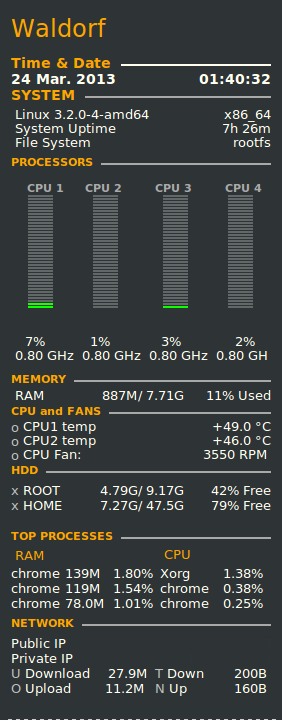 Waldorf
Time & Date
24 Mar. 2013 01:40:32
SYSTEM
Linux 3.2.0-4-amd64 x86_64
System Uptime 7h 26m
File System rootfs
PROCESSORS
CPU 1 CPU 2 CPU 3 CPU 4
7% 1% 3% 2%
0.80 GHz 0.80 GHz 0.80 GHz 0.80 GH
MEMORY
RAM 887M/ 7.71G 11% Used
CPU and FANS
o CPU1 temp +49.0 °C
o CPU2 temp +46.0 °C
o CPU Fan: 3550 RPM
HDD
x ROOT 4.79G/ 9.17G 42% Free
x HOME 7.27G/ 47.5G 79% Free
TOP PROCESSES
RAM CPU
chrome 139M 1.80% Xorg 1.38%
chrome 119M 1.54% chrome 0.38%
chrome 78.0M 1.01% chrome 0.25%
NETWORK
Public IP
Private IP
U Download 27.9M T Down 200B
O Upload 11.2M N Up 160B